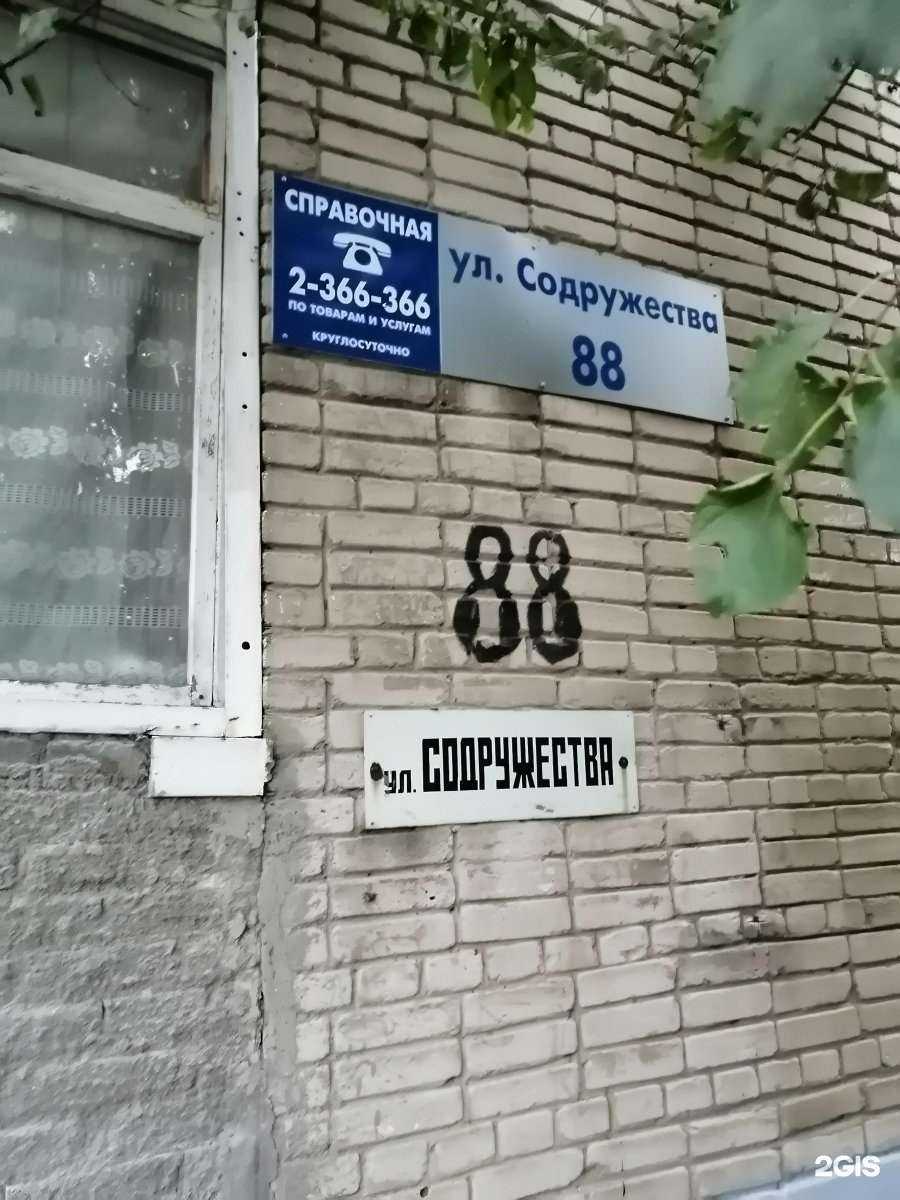 СПРАВОЧНАЯ
2-366-366
ПО ТОВАРАМ И УСЛУГАМ
КРУГЛОСУТОЧНО
ул. Содружества
88
88
ул. СОДРУЖЕСТВА
2GIS